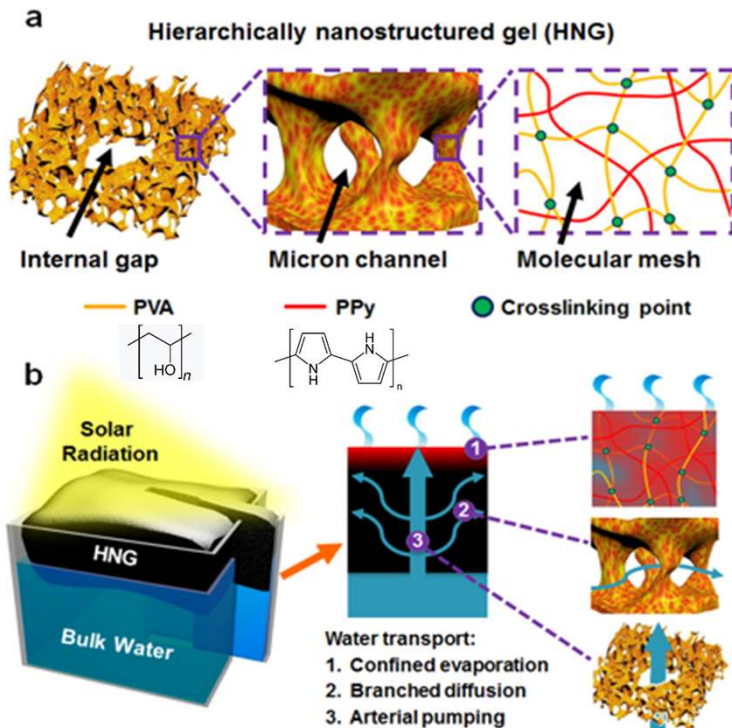 a
Hierarchically nanostructured gel (HNG)
Internal gap
Micron channel
Molecular mesh
PVA
PPy
Crosslinking point
HO
n
H
N
N
H
n
b
Solar
Radiation
HNG
Bulk Water
1
2
3
Water transport:
1. Confined evaporation
2. Branched diffusion
3. Arterial pumping